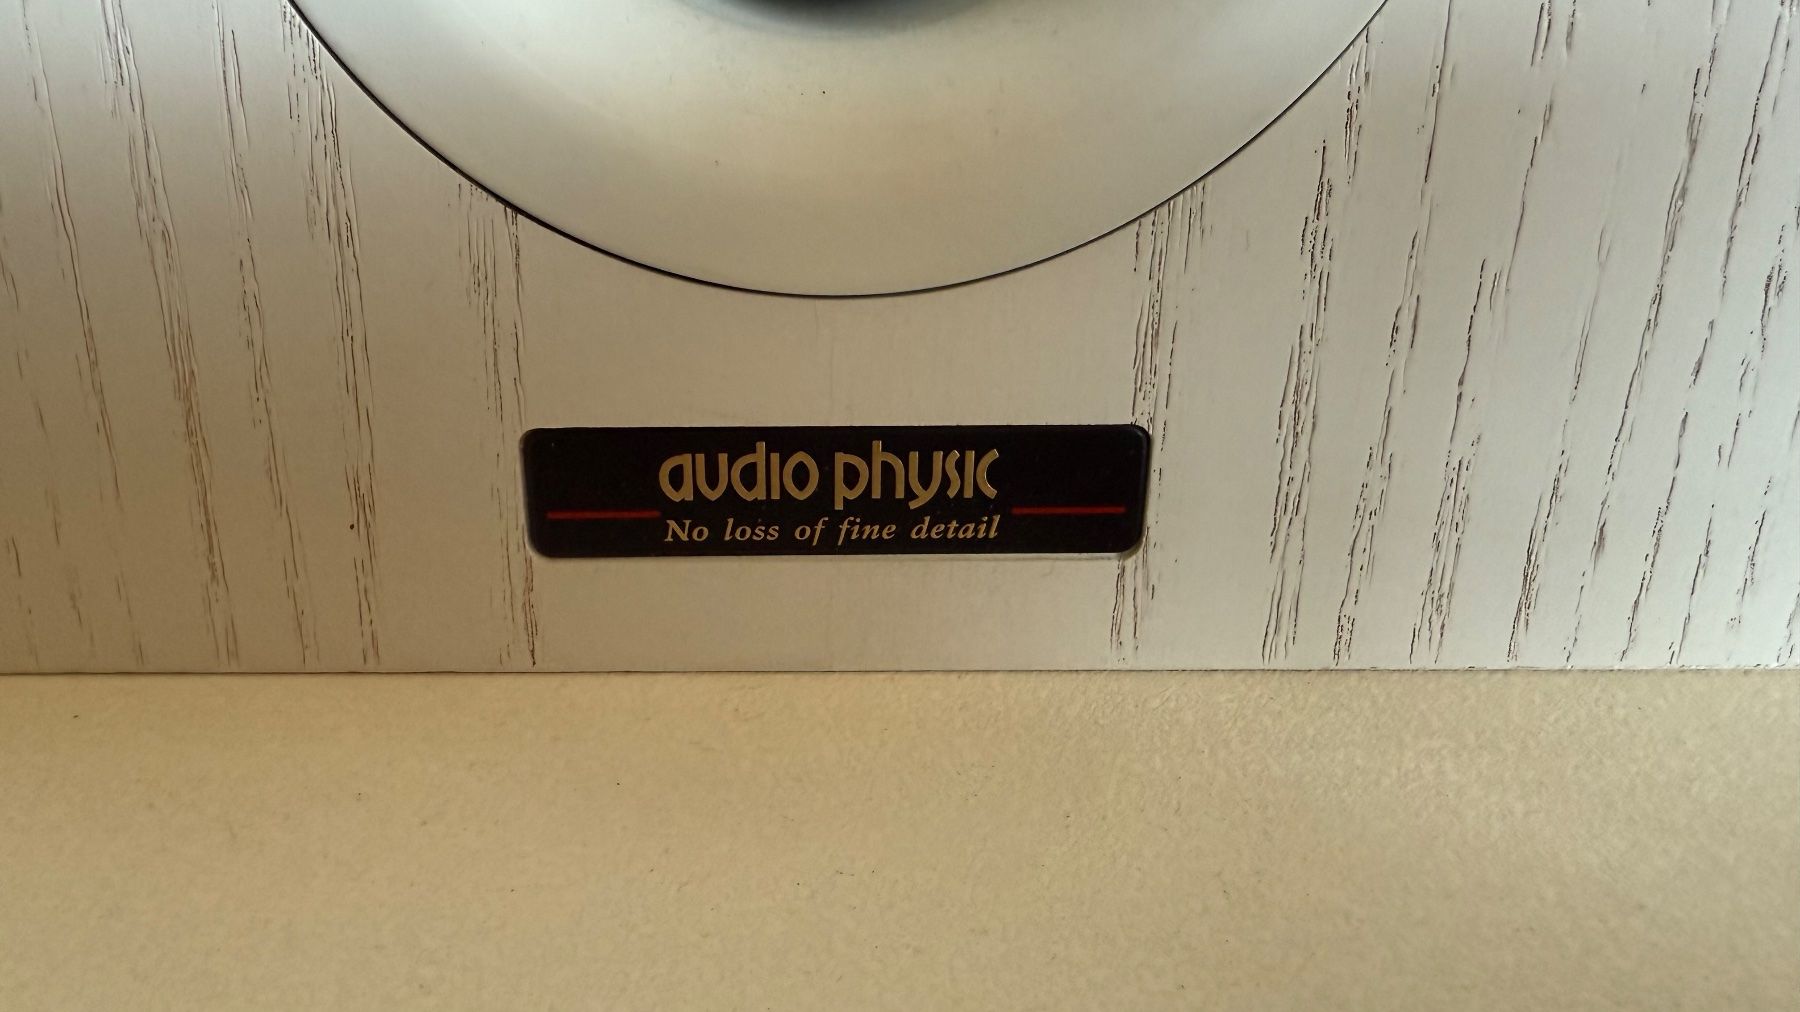 audio physic
No loss of fine detail